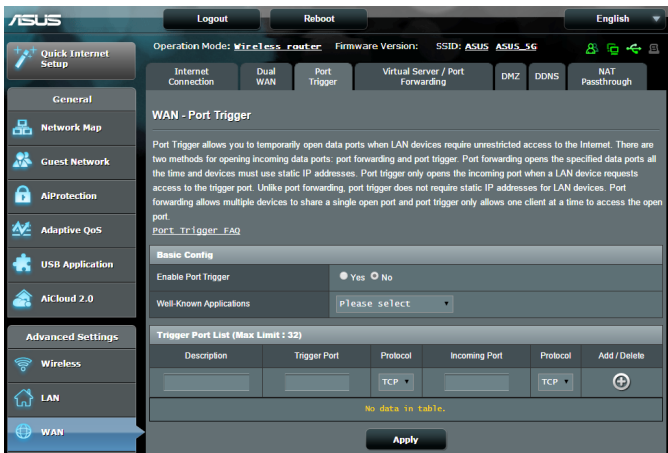 ASUS
Logout
Reboot
English
Quick Internet Setup
Operation Mode: Wireless router Firmware Version: SSID: ASUS ASUS_5G
Internet Connection
Dual WAN
Port Trigger
Virtual Server / Port Forwarding
DMZ
DDNS
NAT Passthrough
General
Network Map
Guest Network
AiProtection
Adaptive QoS
USB Application
AiCloud 2.0
Advanced Settings
Wireless
LAN
WAN
WAN - Port Trigger
Port Trigger allows you to temporarily open data ports when LAN devices require unrestricted access to the Internet. There are
two methods for opening incoming data ports: port forwarding and port trigger. Port forwarding opens the specified data ports all
the time and devices must use static IP addresses. Port trigger only opens the incoming port when a LAN device requests
access to the trigger port. Unlike port forwarding, port trigger does not require static IP addresses for LAN devices. Port
forwarding allows multiple devices to share a single open port and port trigger only allows one client at a time to access the open
port.
Port Trigger FAQ
Basic Config
Enable Port Trigger Yes No
Well-Known Applications Please select
Trigger Port List (Max Limit : 32)
Description Trigger Port Protocol Incoming Port Protocol Add / Delete
TCP TCP
No data in table.
Apply